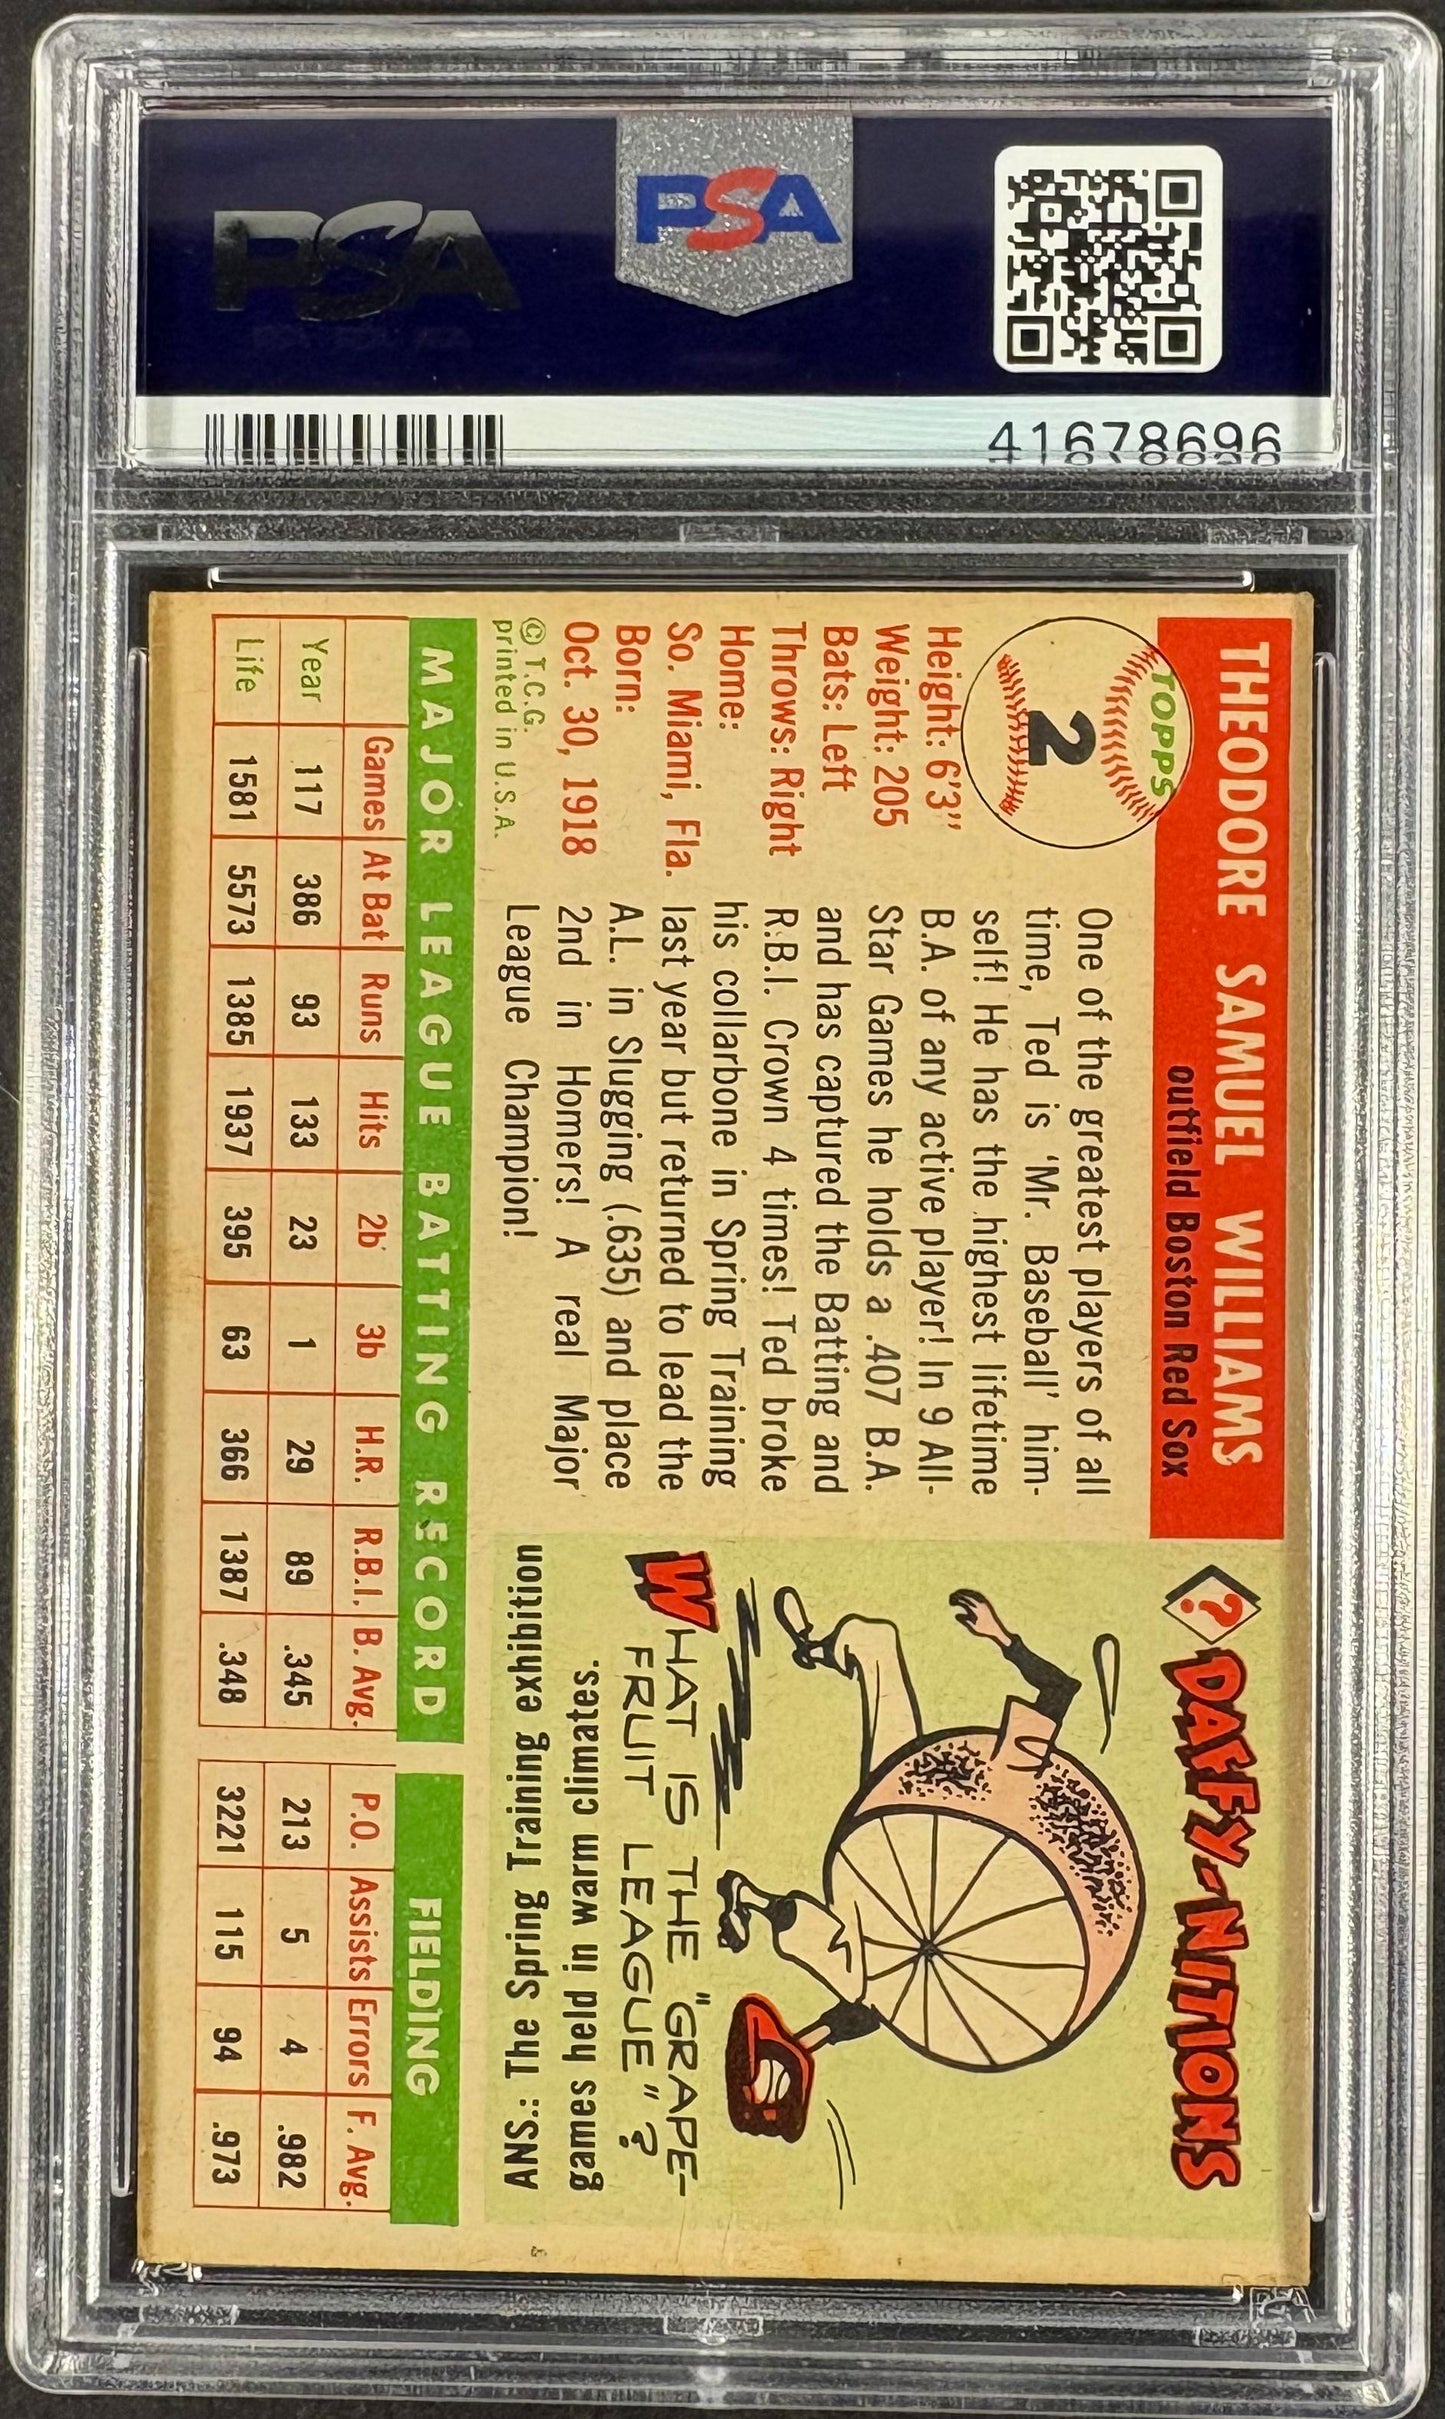 PSA
PSA
41678696
THEODORE SAMUEL WILLIAMS
outfield Boston Red Sox
TOPPS
2
Height: 6'3"
Weight: 205
Bats: Left
Throws: Right
Home:
So. Miami, Fla.
Born:
Oct. 30, 1918
© T.C.G.
printed in U.S.A.
One of the greatest players of all
time, Ted is 'Mr. Baseball' him-
self! He has the highest lifetime
B.A. of any active player! In 9 All-
Star Games he holds a .407 B.A.
and has captured the Batting and
R.B.I. Crown 4 times! Ted broke
his collarbone in Spring Training
last year but returned to lead the
A.L. in Slugging (.635) and place
2nd in Homers! A real Major
League Champion!
? DAFFY-NITIONS
WHAT IS THE "GRAPE-
FRUIT LEAGUE"?
ANS.: The Spring Training exhibition
games held in warm climates.
MAJOR LEAGUE BATTING RECORD FIELDING
Games At Bat Runs Hits 2b 3b H.R. R.B.I. B. Avg. P.O. Assists Errors F. Avg.
Year 117 386 93 133 23 1 29 89 .345 213 5 4 .982
Life 1581 5573 1385 1937 395 63 366 1387 .348 3221 115 94 .973